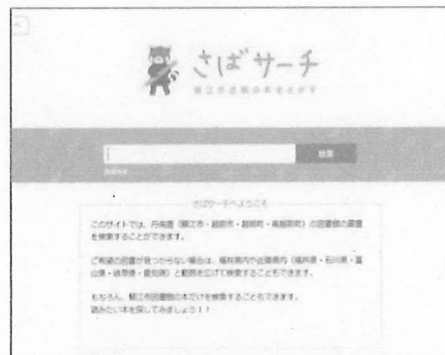 さばサーチ
鯖江市近隣の本をさがす
検索
さばサーチへようこそ
このサイトでは、丹南圏(鯖江市・越前市・越前町・南越前町)の図書館の蔵書
を検索することができます。
ご希望の図書が見つからない場合は、福井県内や近隣県内(福井県・石川県・富
山県・岐阜県・愛知県)と範囲を広げて検索することもできます。
もちろん、鯖江市図書館の本だけを検索することもできます。
読みたい本を探してみましょう!!